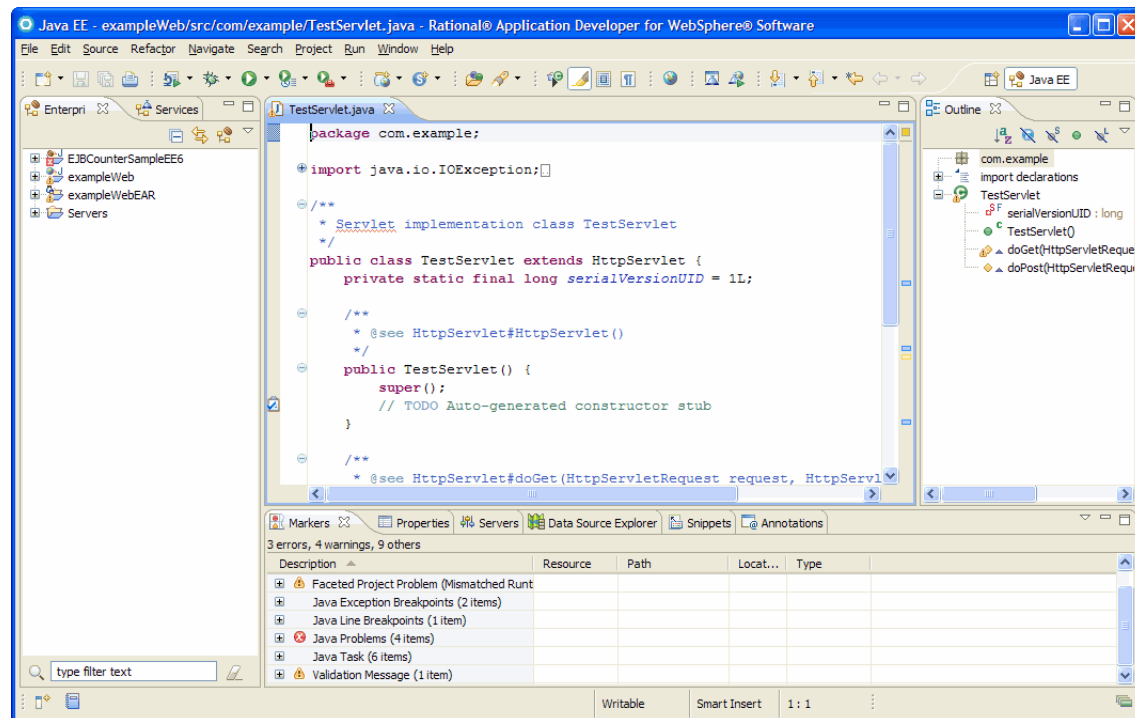 Java EE - exampleWeb/src/com/example/TestServlet.java - Rational® Application Developer for WebSphere® Software
File Edit Source Refactor Navigate Search Project Run Window Help
Java EE
Enterpri
Services
EJBCounterSampleEE6
exampleWeb
exampleWebEAR
Servers
type filter text
TestServlet.java
package com.example;
import java.io.IOException;
/**
* Servlet implementation class TestServlet
*/
public class TestServlet extends HttpServlet {
private static final long serialVersionUID = 1L;
/**
* @see HttpServlet#HttpServlet()
*/
public TestServlet() {
super();
// TODO Auto-generated constructor stub
}
/**
* @see HttpServlet#doGet(HttpServletRequest request, HttpServl
Outline
com.example
import declarations
TestServlet
serialVersionUID : long
TestServlet()
doGet(HttpServletReque
doPost(HttpServletRequ
Markers Properties Servers Data Source Explorer Snippets Annotations
3 errors, 4 warnings, 9 others
Description Resource Path Locat... Type
Faceted Project Problem (Mismatched Runt
Java Exception Breakpoints (2 items)
Java Line Breakpoints (1 item)
Java Problems (4 items)
Java Task (6 items)
Validation Message (1 item)
Writable Smart Insert 1 : 1